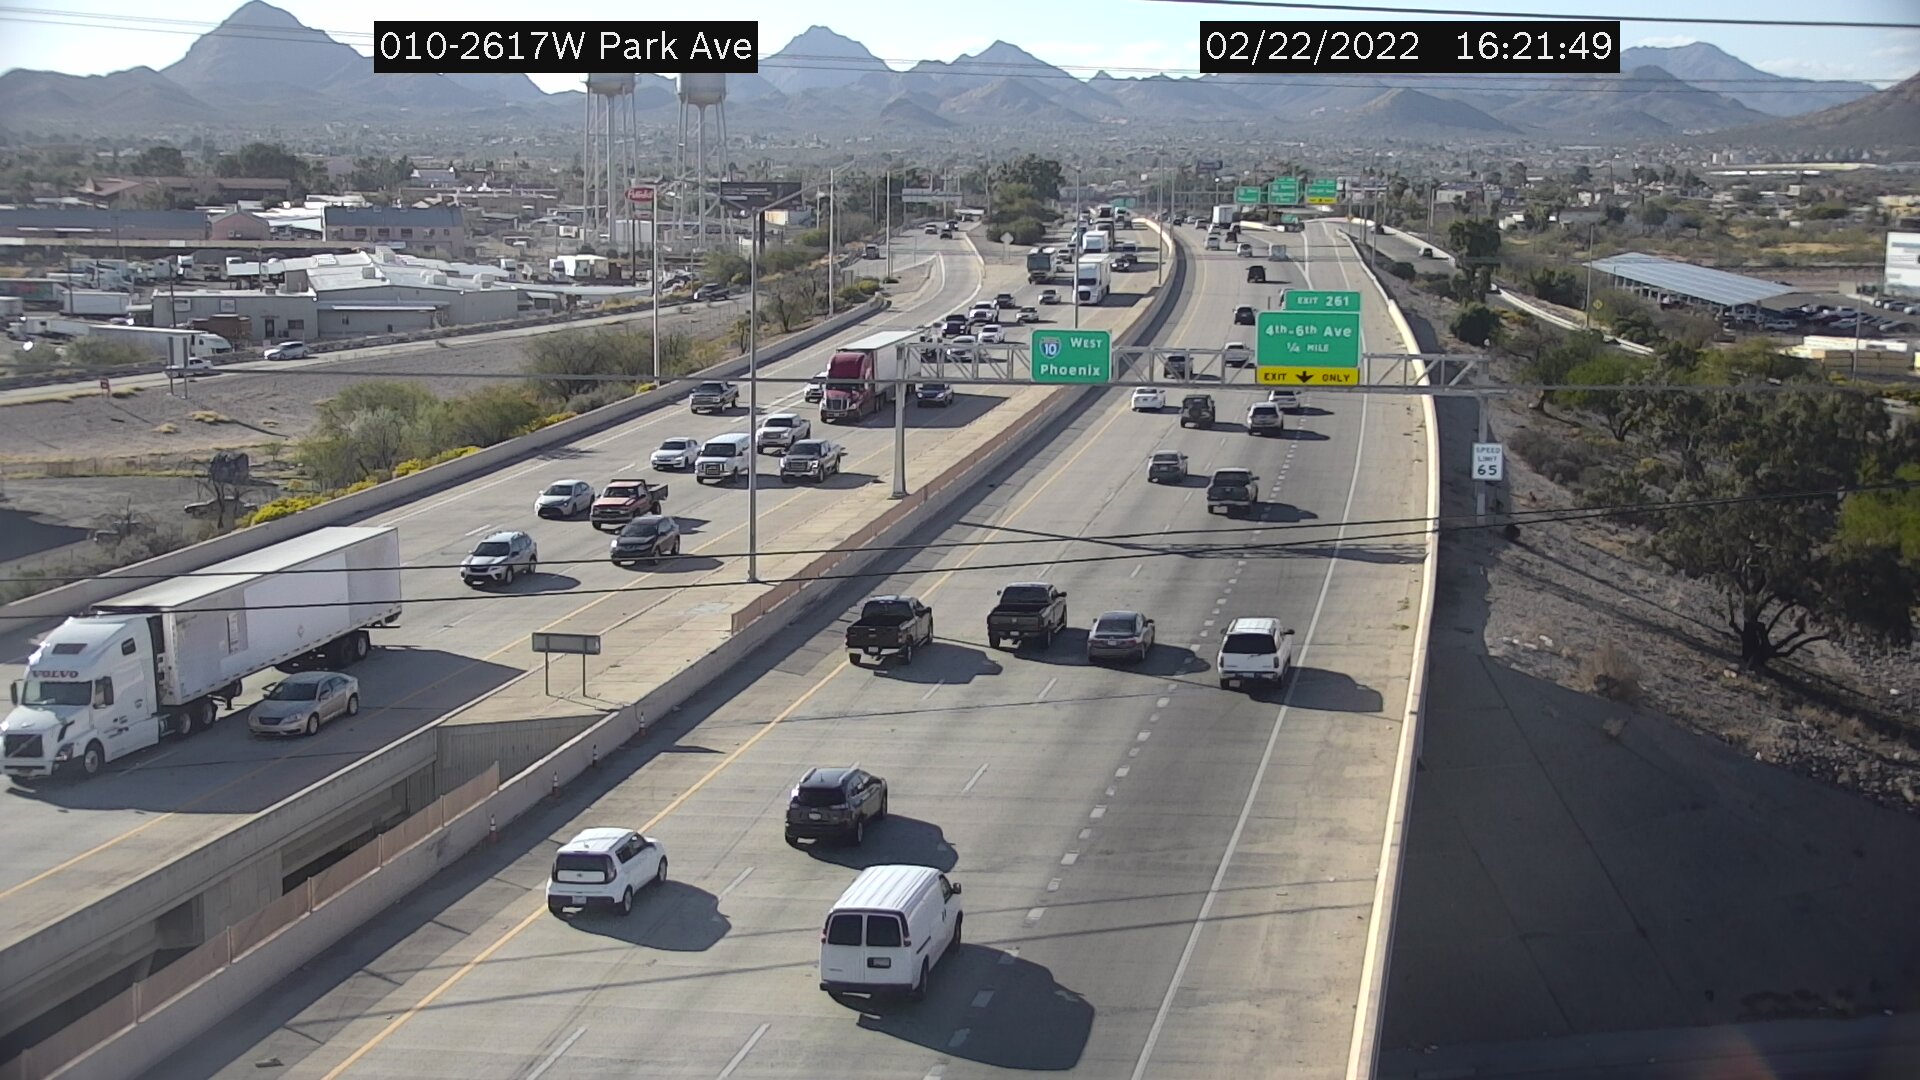 010-2617W Park Ave
02/22/2022 16:21:49
EXIT 261
4th-6th Ave
1/4 MILE
EXIT ONLY
10 WEST
Phoenix
SPEED
LIMIT
65
VOLVO